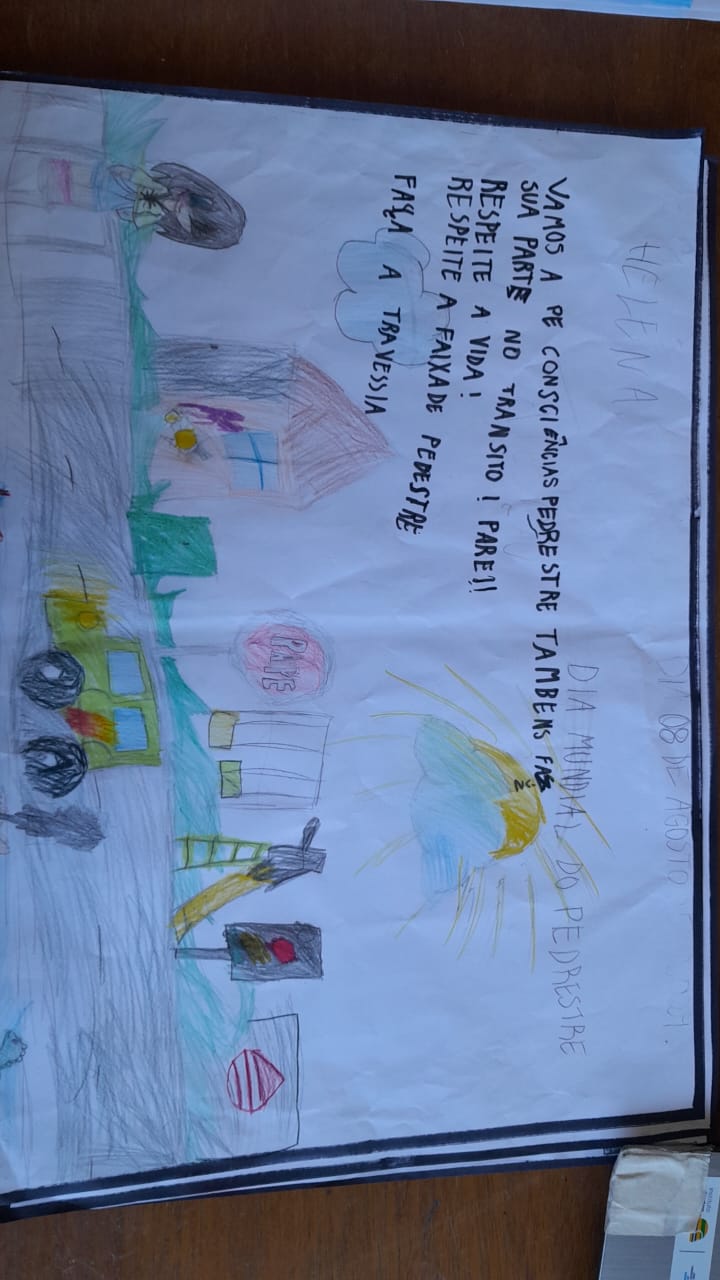 HELENA
DIA 08 DE AGOSTO
DIA MUNDIAL DO PEDRESTRE
VAMOS A PE CONSCIÊNCIAS PEDRESTRE TAMBENS FAZ
SUA PARTE NO TRANSITO! PARE!!!
RESPEITE A VIDA!
RESPEITE A FAIXA DE PEDESTRE
FAÇA A TRAVESSIA
PARE